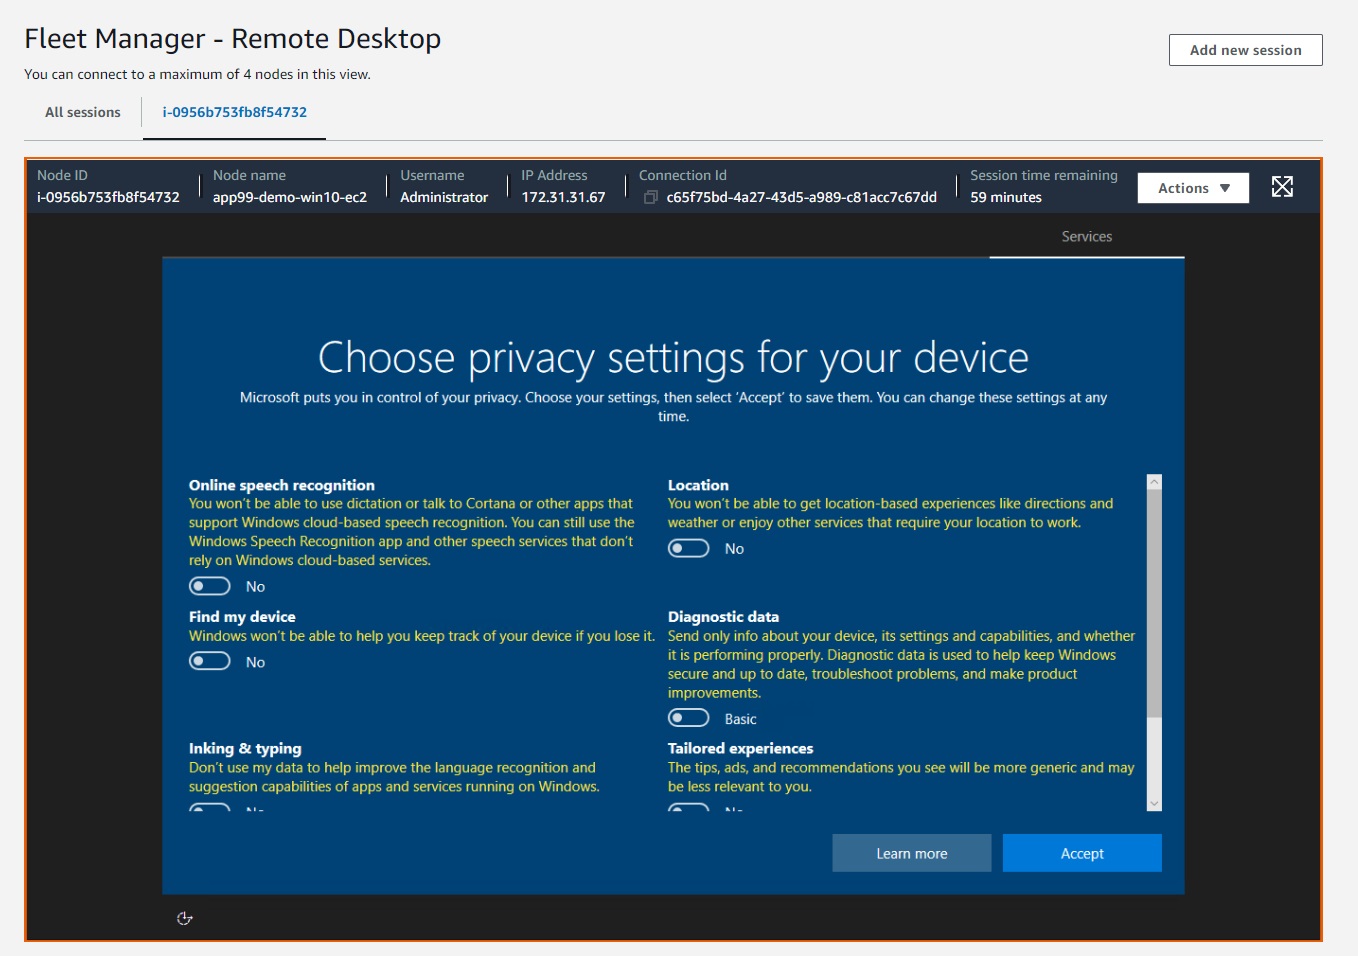 Fleet Manager - Remote Desktop
Add new session
You can connect to a maximum of 4 nodes in this view.
All sessions
i-0956b753fb8f54732
Node ID
i-0956b753fb8f54732
Node name
app99-demo-win10-ec2
Username
Administrator
IP Address
172.31.31.67
Connection Id
c65f75bd-4a27-43d5-a989-c81acc7c67dd
Session time remaining
59 minutes
Actions
Services
Choose privacy settings for your device
Microsoft puts you in control of your privacy. Choose your settings, then select ‘Accept’ to save them. You can change these settings at any
time.
Online speech recognition
You won’t be able to use dictation or talk to Cortana or other apps that
support Windows cloud-based speech recognition. You can still use the
Windows Speech Recognition app and other speech services that don’t
rely on Windows cloud-based services.
No
Location
You won’t be able to get location-based experiences like directions and
weather or enjoy other services that require your location to work.
No
Find my device
Windows won’t be able to help you keep track of your device if you lose it.
No
Diagnostic data
Send only info about your device, its settings and capabilities, and whether
it is performing properly. Diagnostic data is used to help keep Windows
secure and up to date, troubleshoot problems, and make product
improvements.
Basic
Inking & typing
Don’t use my data to help improve the language recognition and
suggestion capabilities of apps and services running on Windows.
No
Tailored experiences
The tips, ads, and recommendations you see will be more generic and may
be less relevant to you.
No
Learn more
Accept